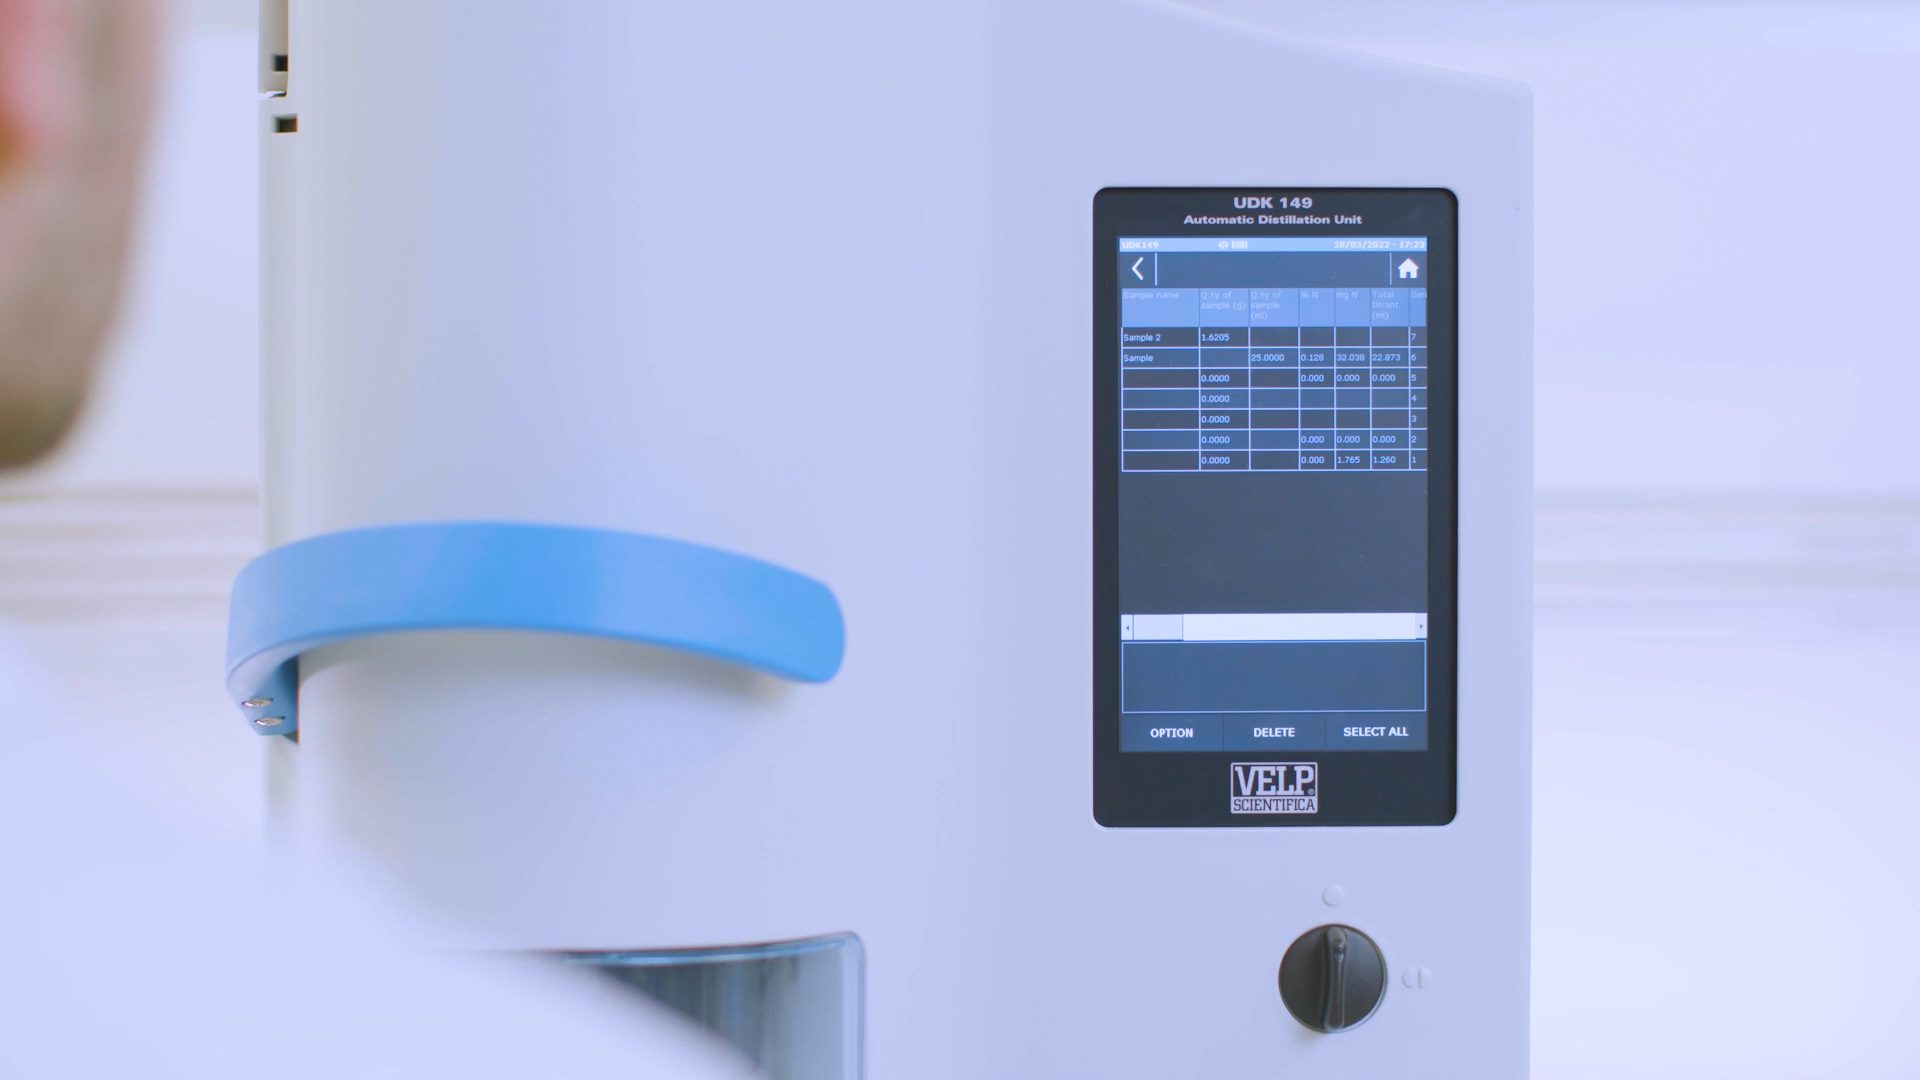 UDK 149
Automatic Distillation Unit
UDK149 28/03/2022 - 17:23
Sample name Q.ty of sample (g) Q.ty of sample (ml) % N mg N Total titrant (ml) Sen
Sample 2 1.6205 7
Sample 25.0000 0.128 32.038 22.873 6
0.0000 0.000 0.000 0.000 5
0.0000 4
0.0000 3
0.0000 0.000 0.000 0.000 2
0.0000 0.000 1.765 1.260 1
OPTION DELETE SELECT ALL
VELP®
SCIENTIFICA